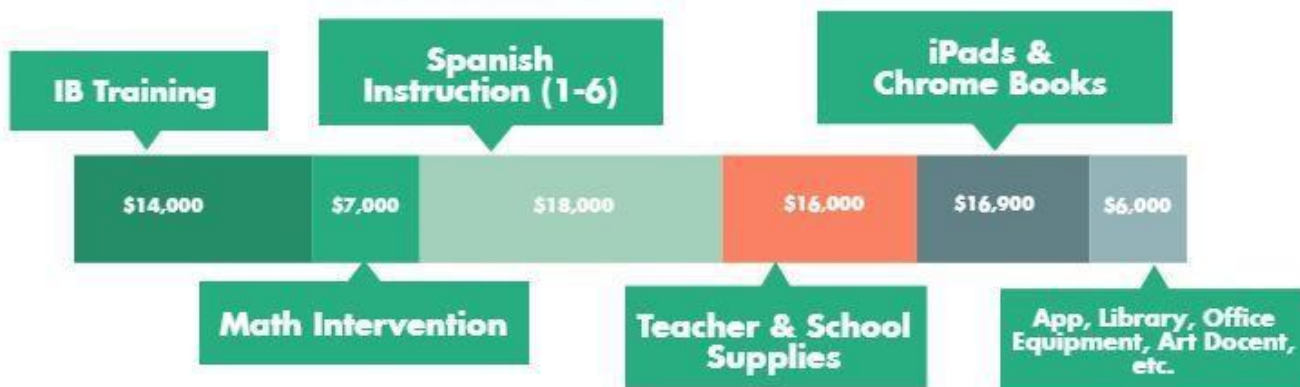 IB Training
Spanish
Instruction (1-6)
iPads &
Chrome Books
$14,000
$7,000
$18,000
$16,000
$16,900
$6,000
Math Intervention
Teacher & School
Supplies
App, Library, Office
Equipment, Art Docent,
etc.